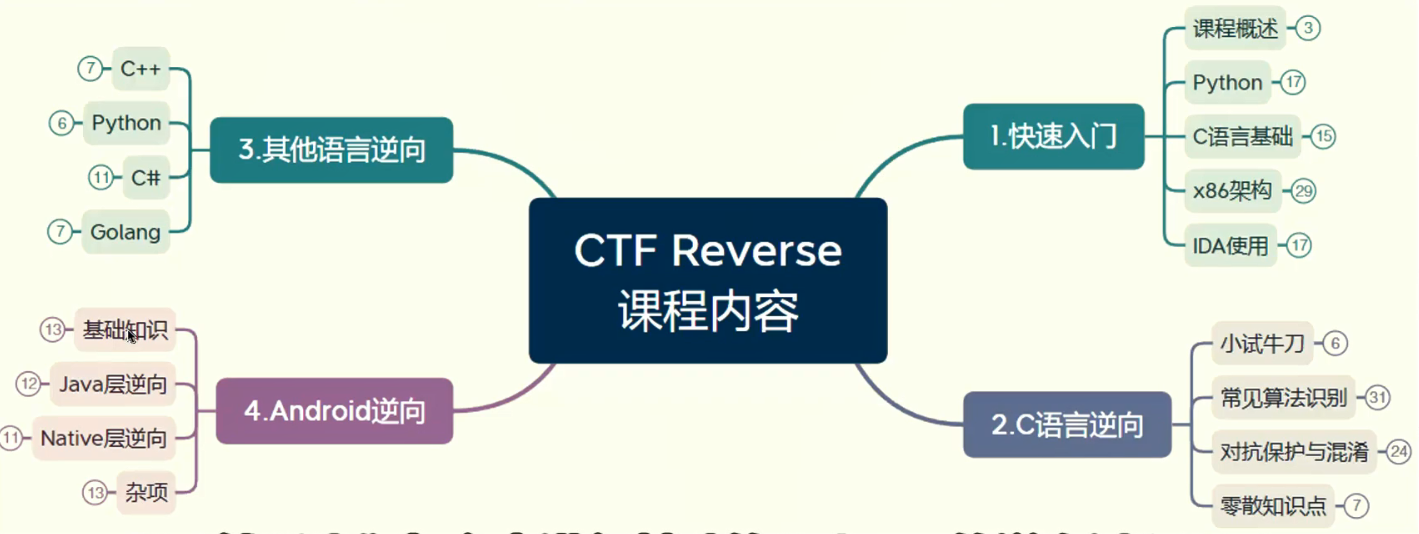 CTF Reverse
课程内容
1.快速入门
课程概述 3
Python 17
C语言基础 15
x86架构 29
IDA使用 17
2.C语言逆向
小试牛刀 6
常见算法识别 31
对抗保护与混淆 24
零散知识点 7
3.其他语言逆向
7 C++
6 Python
11 C#
7 Golang
4.Android逆向
13 基础知识
12 Java层逆向
11 Native层逆向
13 杂项